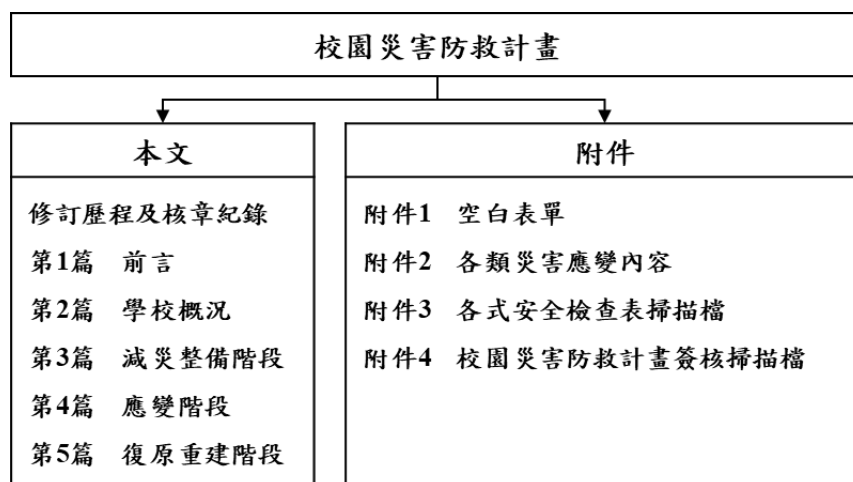 校園災害防救計畫
本文
修訂歷程及核章紀錄
第1篇 前言
第2篇 學校概況
第3篇 減災整備階段
第4篇 應變階段
第5篇 復原重建階段
附件
附件1 空白表單
附件2 各類災害應變內容
附件3 各式安全檢查表掃描檔
附件4 校園災害防救計畫簽核掃描檔